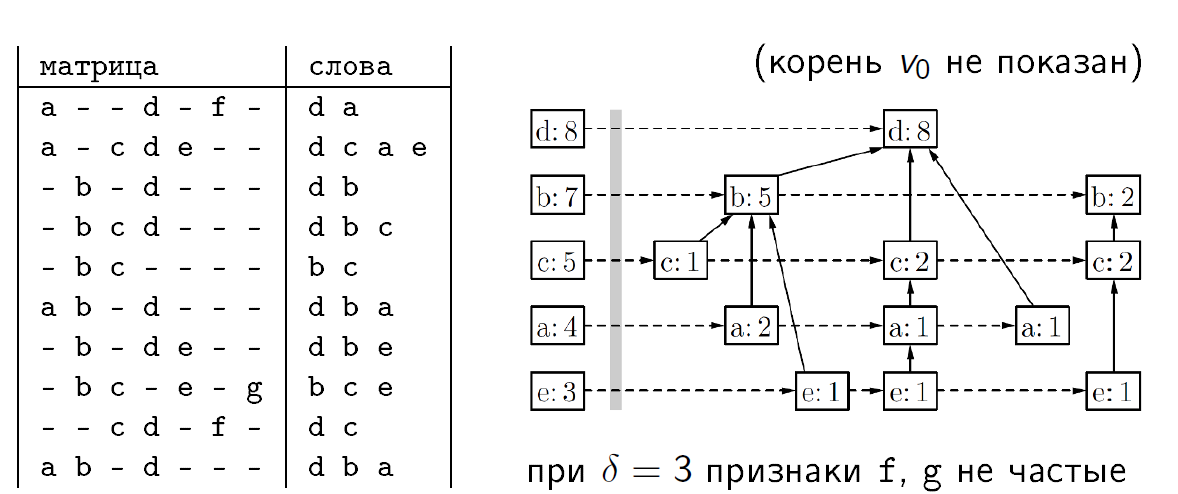 матрица слова
a - - d - f - d a
a - c d e - - d c a e
- b - d - - - d b
- b c d - - - d b c
- b c - - - - b c
a b - d - - - d b a
- b - d e - - d b e
- b c - e - g b c e
- - c d - f - d c
a b - d - - - d b a
(корень v0 не показан)
d: 8 d: 8
b: 7 b: 5 b: 2
c: 5 c: 1 c: 2 c: 2
a: 4 a: 2 a: 1 a: 1
e: 3 e: 1 e: 1 e: 1
при δ = 3 признаки f, g не частые